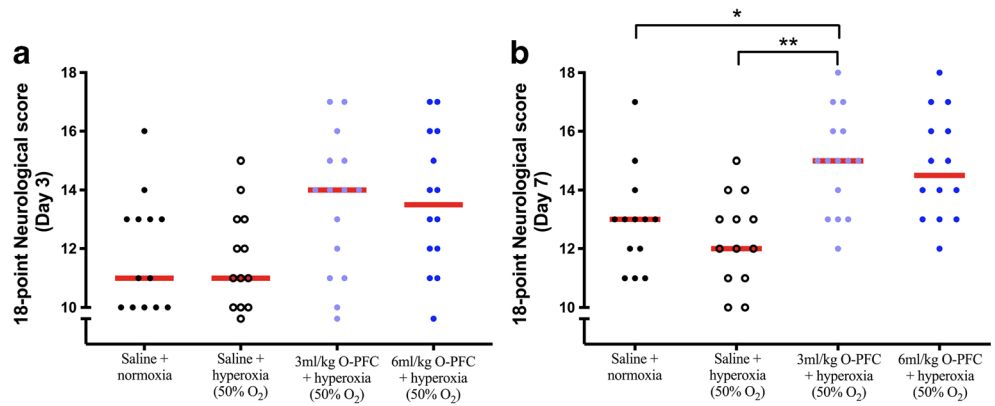 a
18-point Neurological score
(Day 3)
18
16
14
12
10
Saline +
normoxia
Saline +
hyperoxia
(50% O₂)
3ml/kg O-PFC
+ hyperoxia
(50% O₂)
6ml/kg O-PFC
+ hyperoxia
(50% O₂)
b
*
**
18-point Neurological score
(Day 7)
18
16
14
12
10
Saline +
normoxia
Saline +
hyperoxia
(50% O₂)
3ml/kg O-PFC
+ hyperoxia
(50% O₂)
6ml/kg O-PFC
+ hyperoxia
(50% O₂)